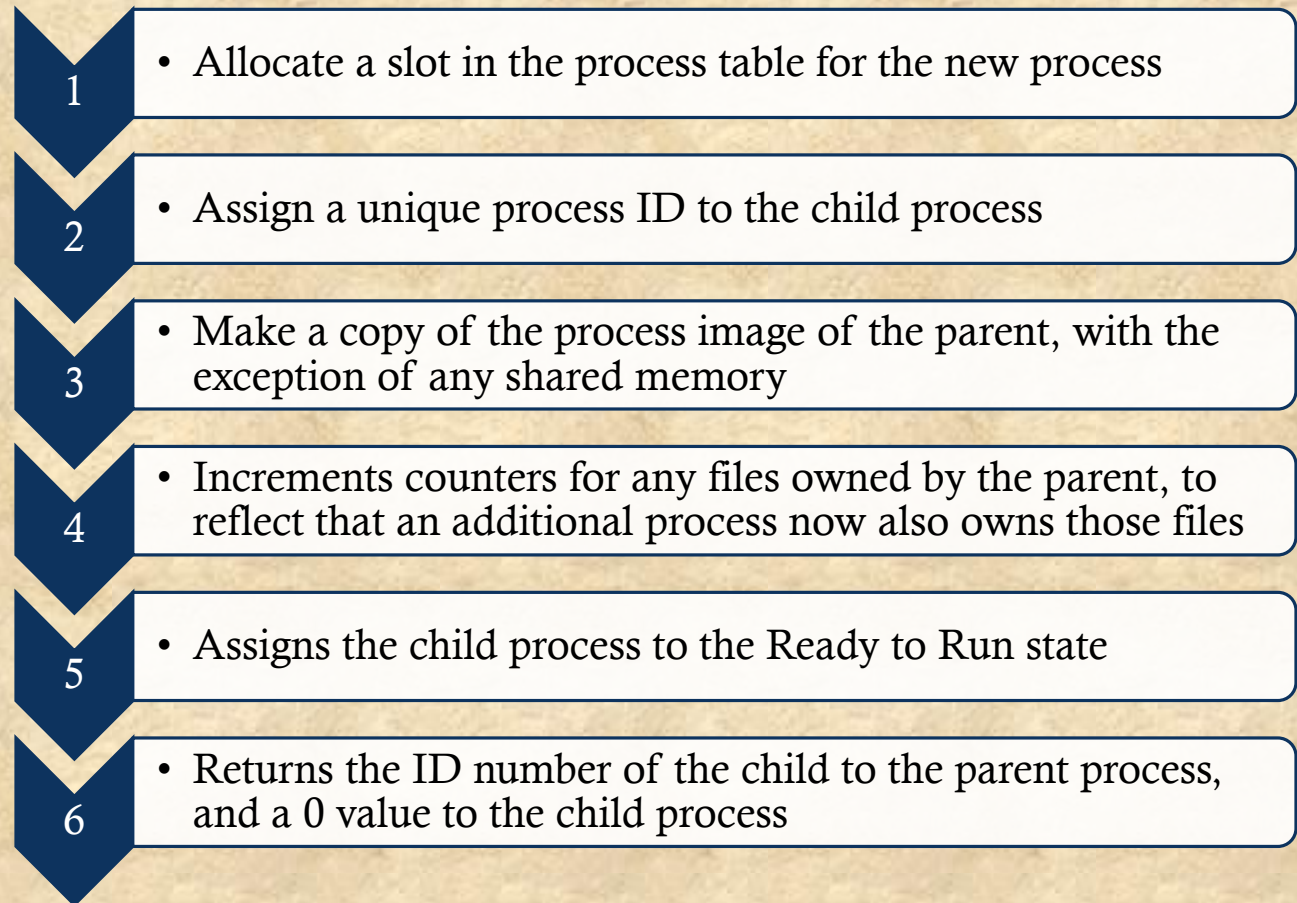 1
• Allocate a slot in the process table for the new process
2
• Assign a unique process ID to the child process
3
• Make a copy of the process image of the parent, with the
exception of any shared memory
4
• Increments counters for any files owned by the parent, to
reflect that an additional process now also owns those files
5
• Assigns the child process to the Ready to Run state
6
• Returns the ID number of the child to the parent process,
and a 0 value to the child process